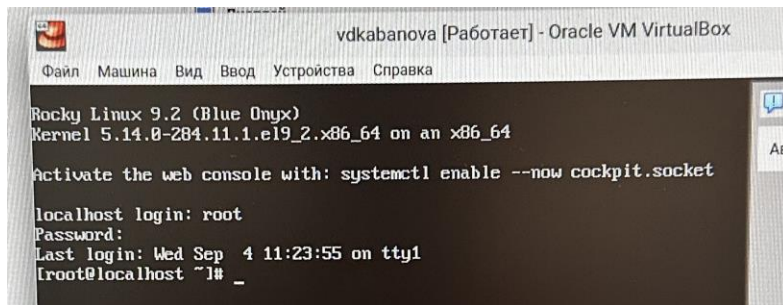 vdkabanova [Работает] - Oracle VM VirtualBox
Файл Машина Вид Ввод Устройства Справка
Rocky Linux 9.2 (Blue Onyx)
Kernel 5.14.0-284.11.1.el9_2.x86_64 on an x86_64
Activate the web console with: systemctl enable --now cockpit.socket
localhost login: root
Password:
Last login: Wed Sep  4 11:23:55 on tty1
[root@localhost ~]# _